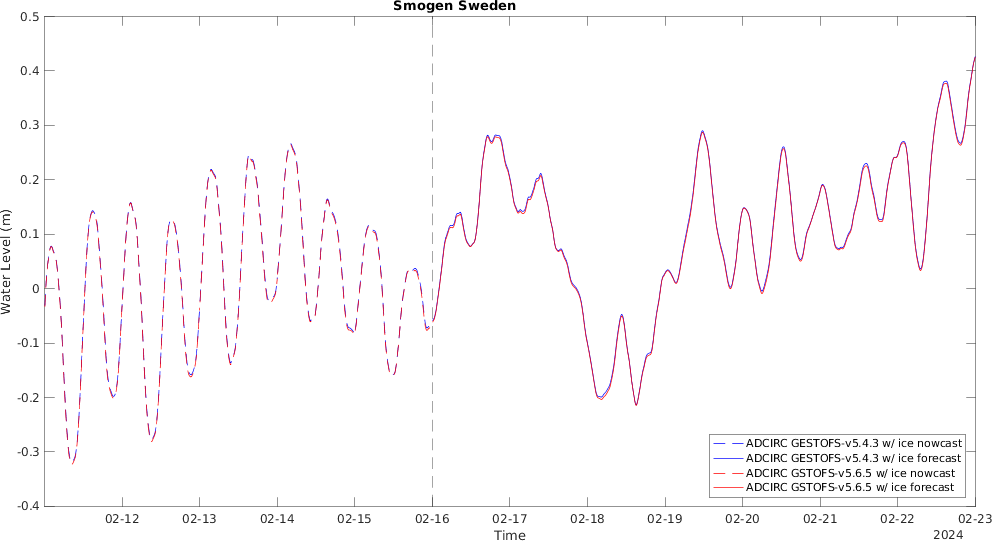 Smogen Sweden
0.5
0.4
0.3
0.2
0.1
0
-0.1
-0.2
-0.3
-0.4
Water Level (m)
02-12 02-13 02-14 02-15 02-16 02-17 02-18 02-19 02-20 02-21 02-22 02-23
Time
2024
ADCIRC GESTOFS-v5.4.3 w/ ice nowcast
ADCIRC GESTOFS-v5.4.3 w/ ice forecast
ADCIRC GSTOFS-v5.6.5 w/ ice nowcast
ADCIRC GSTOFS-v5.6.5 w/ ice forecast